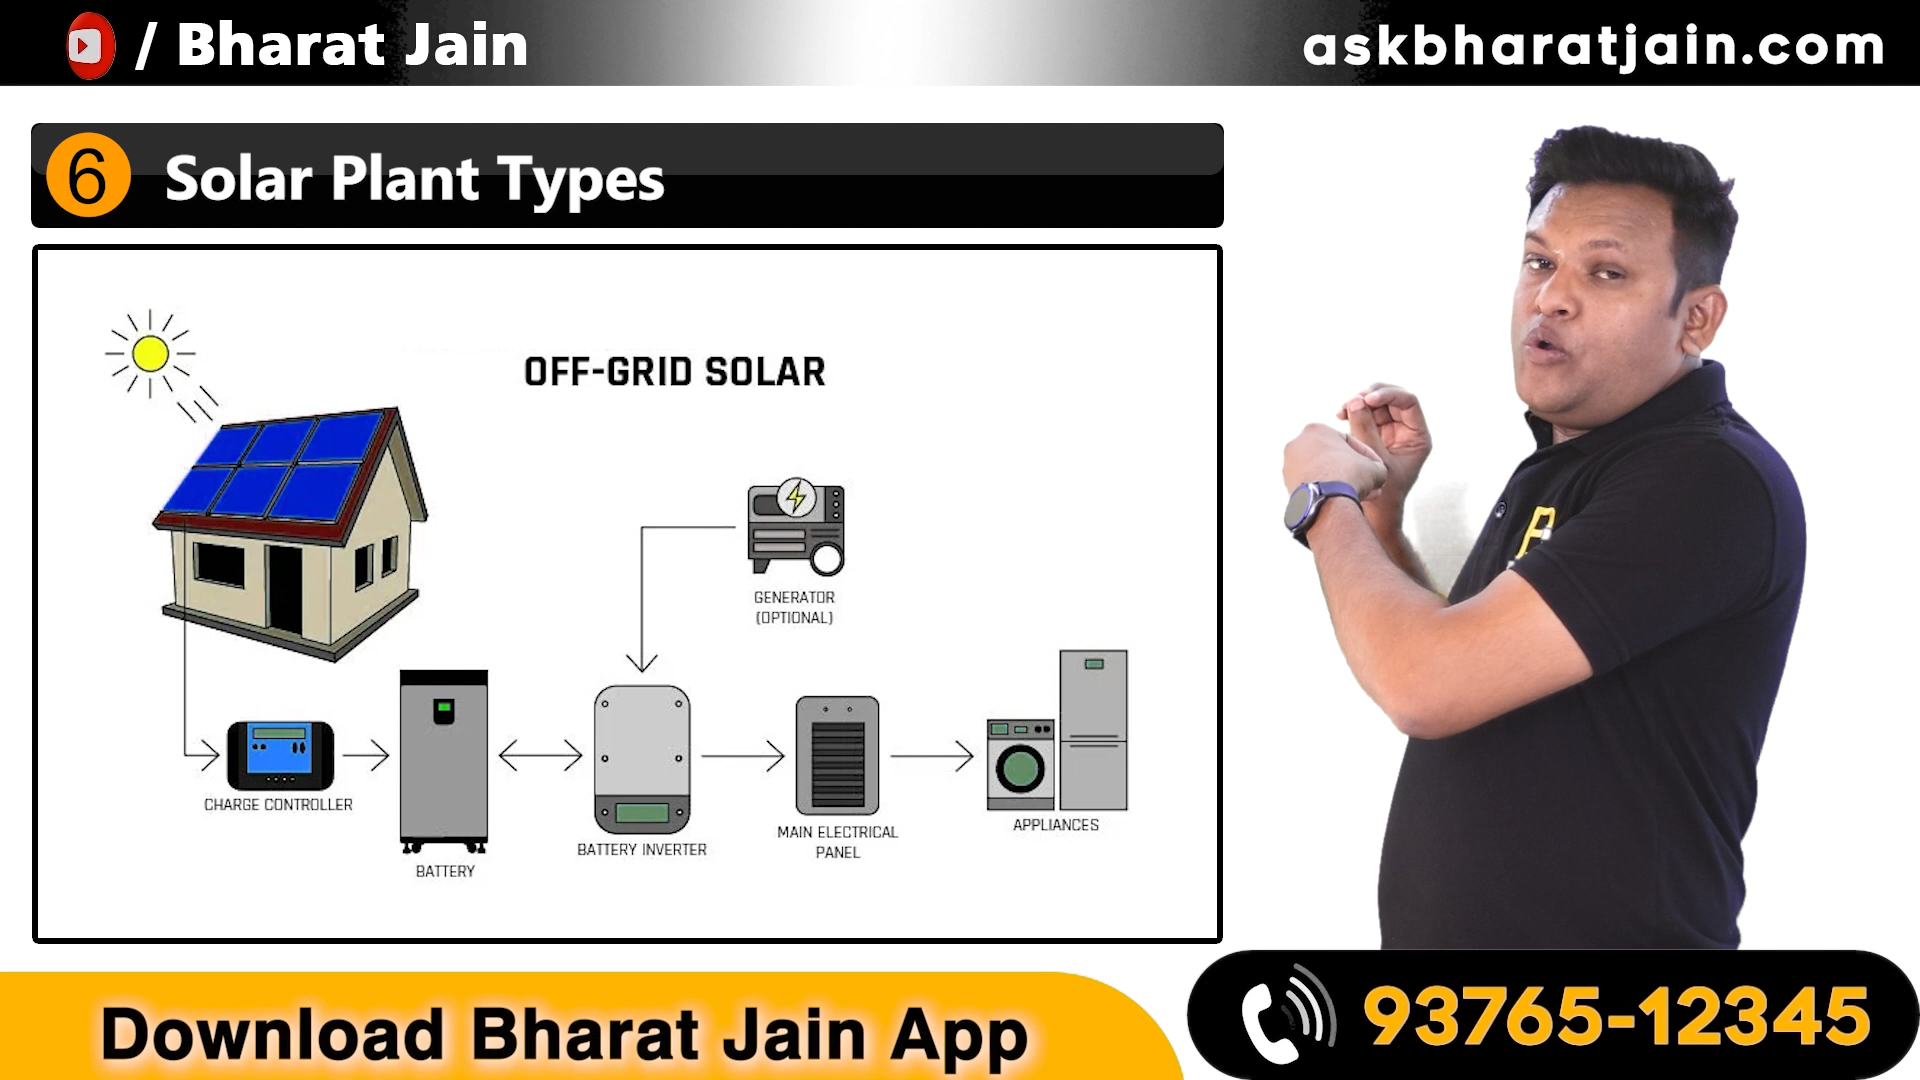 / Bharat Jain
askbharatjain.com
6 Solar Plant Types
OFF-GRID SOLAR
GENERATOR
(OPTIONAL)
CHARGE CONTROLLER
BATTERY
BATTERY INVERTER
MAIN ELECTRICAL
PANEL
APPLIANCES
Download Bharat Jain App
93765-12345